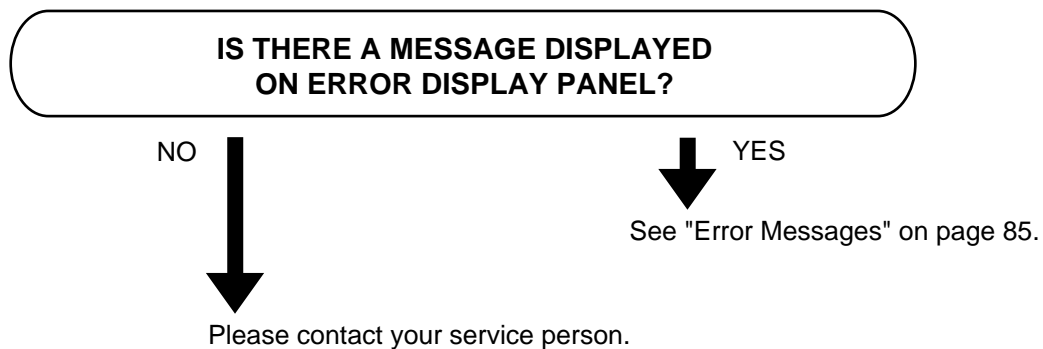 IS THERE A MESSAGE DISPLAYED
ON ERROR DISPLAY PANEL?
NO
YES
See "Error Messages" on page 85.
Please contact your service person.